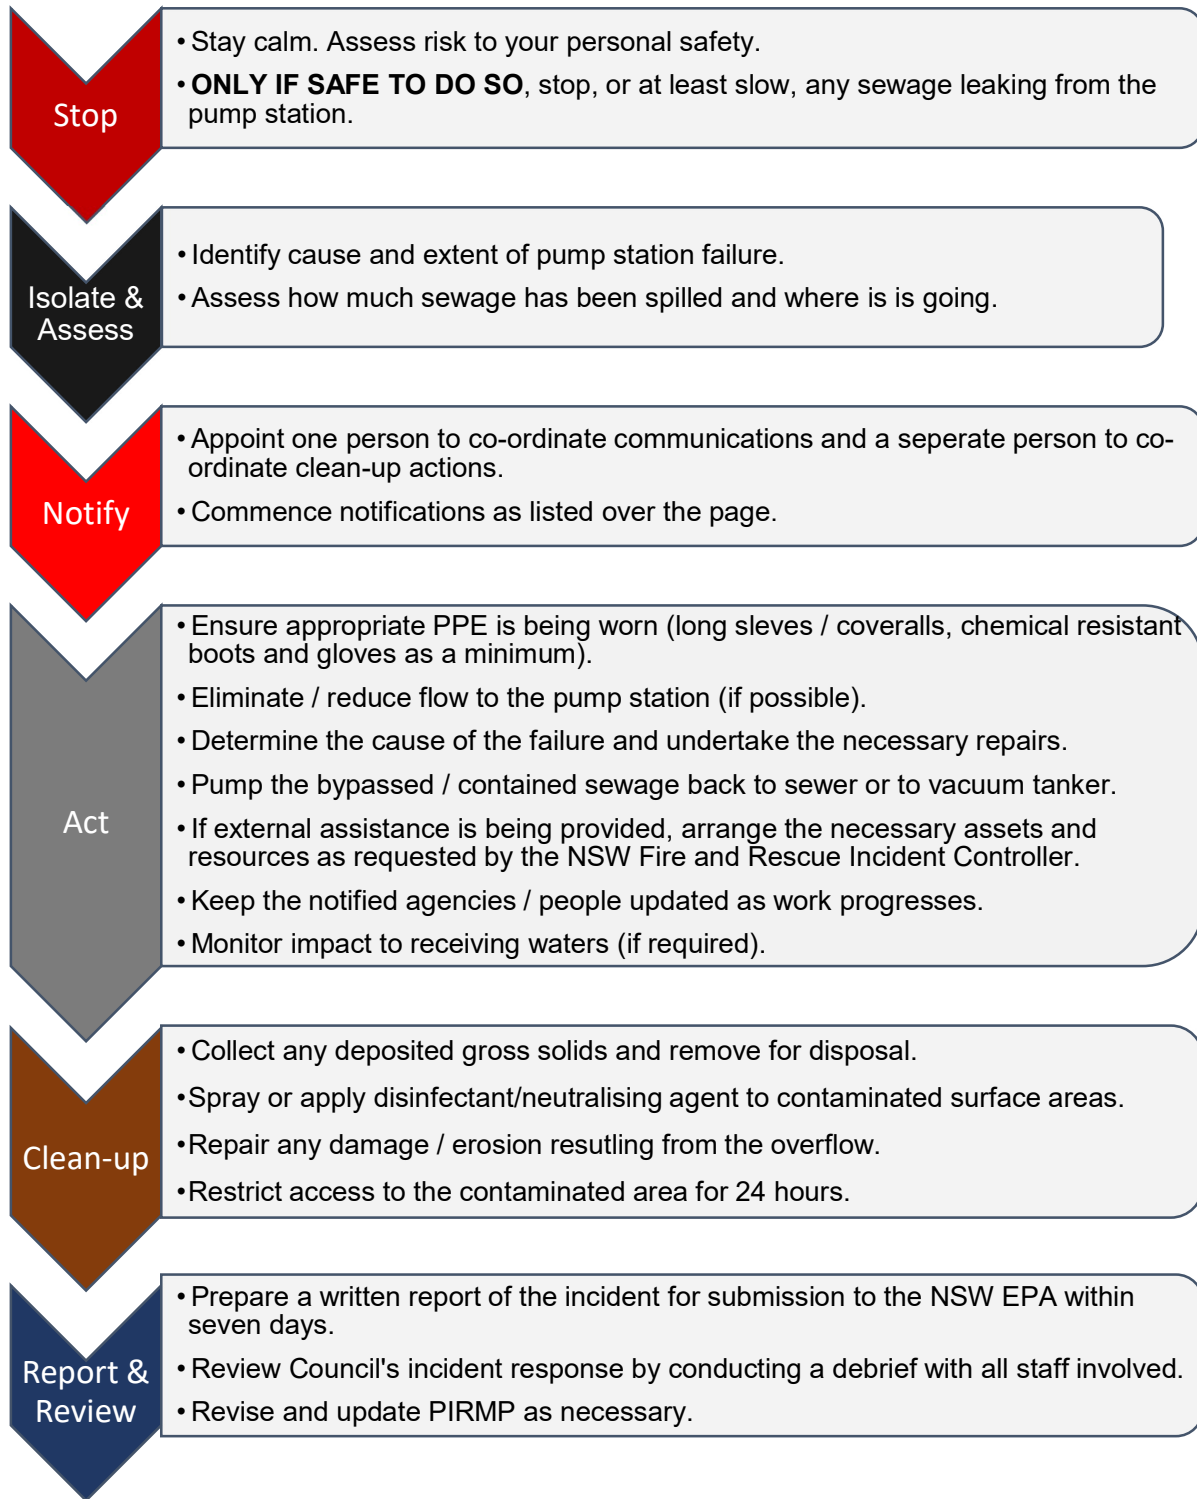 Stop
• Stay calm. Assess risk to your personal safety.
• ONLY IF SAFE TO DO SO, stop, or at least slow, any sewage leaking from the
pump station.
Isolate &
Assess
• Identify cause and extent of pump station failure.
• Assess how much sewage has been spilled and where is is going.
Notify
• Appoint one person to co-ordinate communications and a seperate person to co-
ordinate clean-up actions.
• Commence notifications as listed over the page.
Act
• Ensure appropriate PPE is being worn (long sleves / coveralls, chemical resistant
boots and gloves as a minimum).
• Eliminate / reduce flow to the pump station (if possible).
• Determine the cause of the failure and undertake the necessary repairs.
• Pump the bypassed / contained sewage back to sewer or to vacuum tanker.
• If external assistance is being provided, arrange the necessary assets and
resources as requested by the NSW Fire and Rescue Incident Controller.
• Keep the notified agencies / people updated as work progresses.
• Monitor impact to receiving waters (if required).
Clean-up
• Collect any deposited gross solids and remove for disposal.
• Spray or apply disinfectant/neutralising agent to contaminated surface areas.
• Repair any damage / erosion resutling from the overflow.
• Restrict access to the contaminated area for 24 hours.
Report &
Review
• Prepare a written report of the incident for submission to the NSW EPA within
seven days.
• Review Council's incident response by conducting a debrief with all staff involved.
• Revise and update PIRMP as necessary.